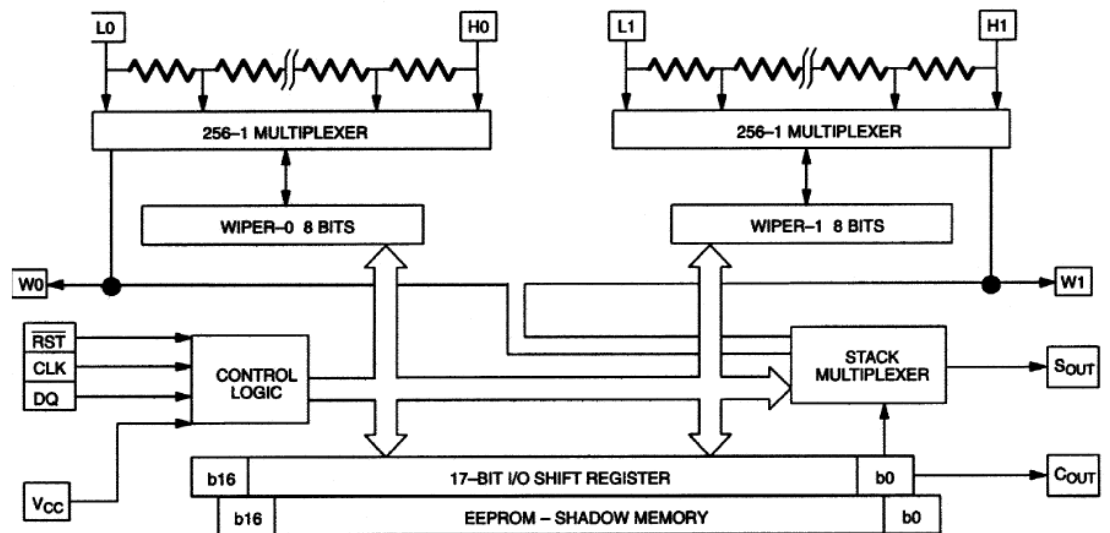 L0
H0
L1
H1
256–1 MULTIPLEXER
256–1 MULTIPLEXER
WIPER–0 8 BITS
WIPER–1 8 BITS
W0
W1
RST
CLK
DQ
CONTROL
LOGIC
STACK
MULTIPLEXER
SOUT
VCC
b16
17–BIT I/O SHIFT REGISTER
b0
COUT
b16
EEPROM – SHADOW MEMORY
b0